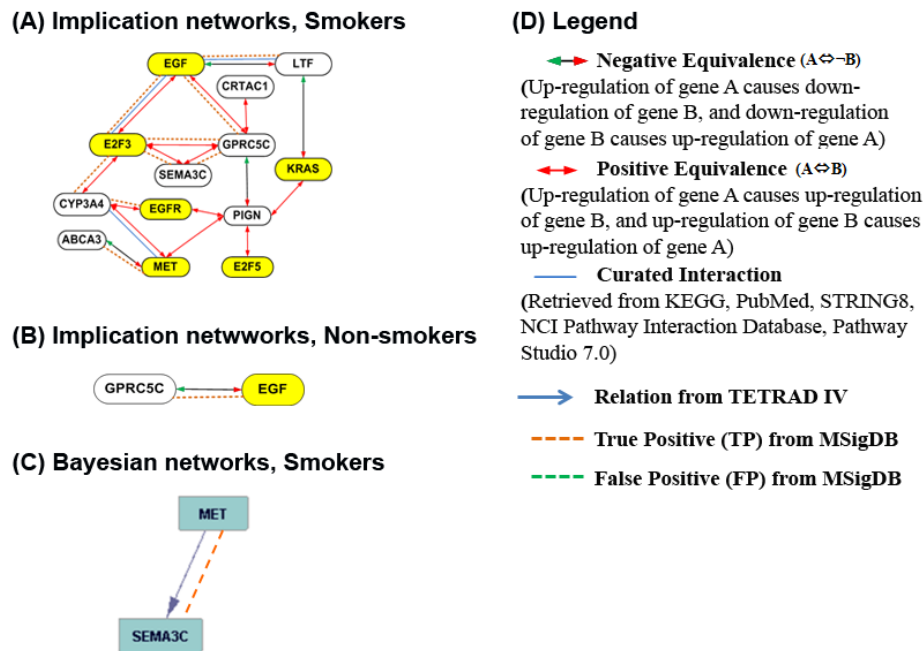 (A) Implication networks, Smokers
EGF
LTF
CRTAC1
E2F3
GPRC5C
SEMA3C
KRAS
CYP3A4
EGFR
PIGN
ABCA3
MET
E2F5
(B) Implication netwworks, Non-smokers
GPRC5C
EGF
(C) Bayesian networks, Smokers
MET
SEMA3C
(D) Legend
Negative Equivalence (A⇔¬B)
(Up-regulation of gene A causes down-
regulation of gene B, and down-regulation
of gene B causes up-regulation of gene A)
Positive Equivalence (A⇔B)
(Up-regulation of gene A causes up-regulation
of gene B, and up-regulation of gene B causes
up-regulation of gene A)
Curated Interaction
(Retrieved from KEGG, PubMed, STRING8,
NCI Pathway Interaction Database, Pathway
Studio 7.0)
Relation from TETRAD IV
True Positive (TP) from MSigDB
False Positive (FP) from MSigDB